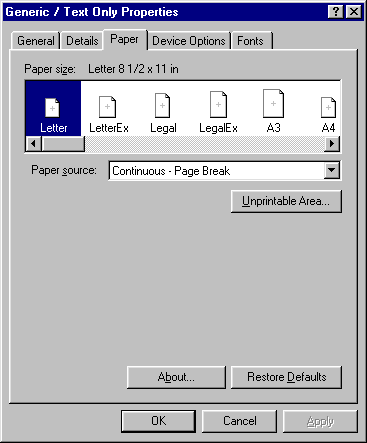 Generic / Text Only Properties
General Details Paper Device Options Fonts
Paper size: Letter 8 1/2 x 11 in
Letter LetterEx Legal LegalEx A3 A4
Paper source: Continuous - Page Break
Unprintable Area...
About... Restore Defaults
OK Cancel Apply